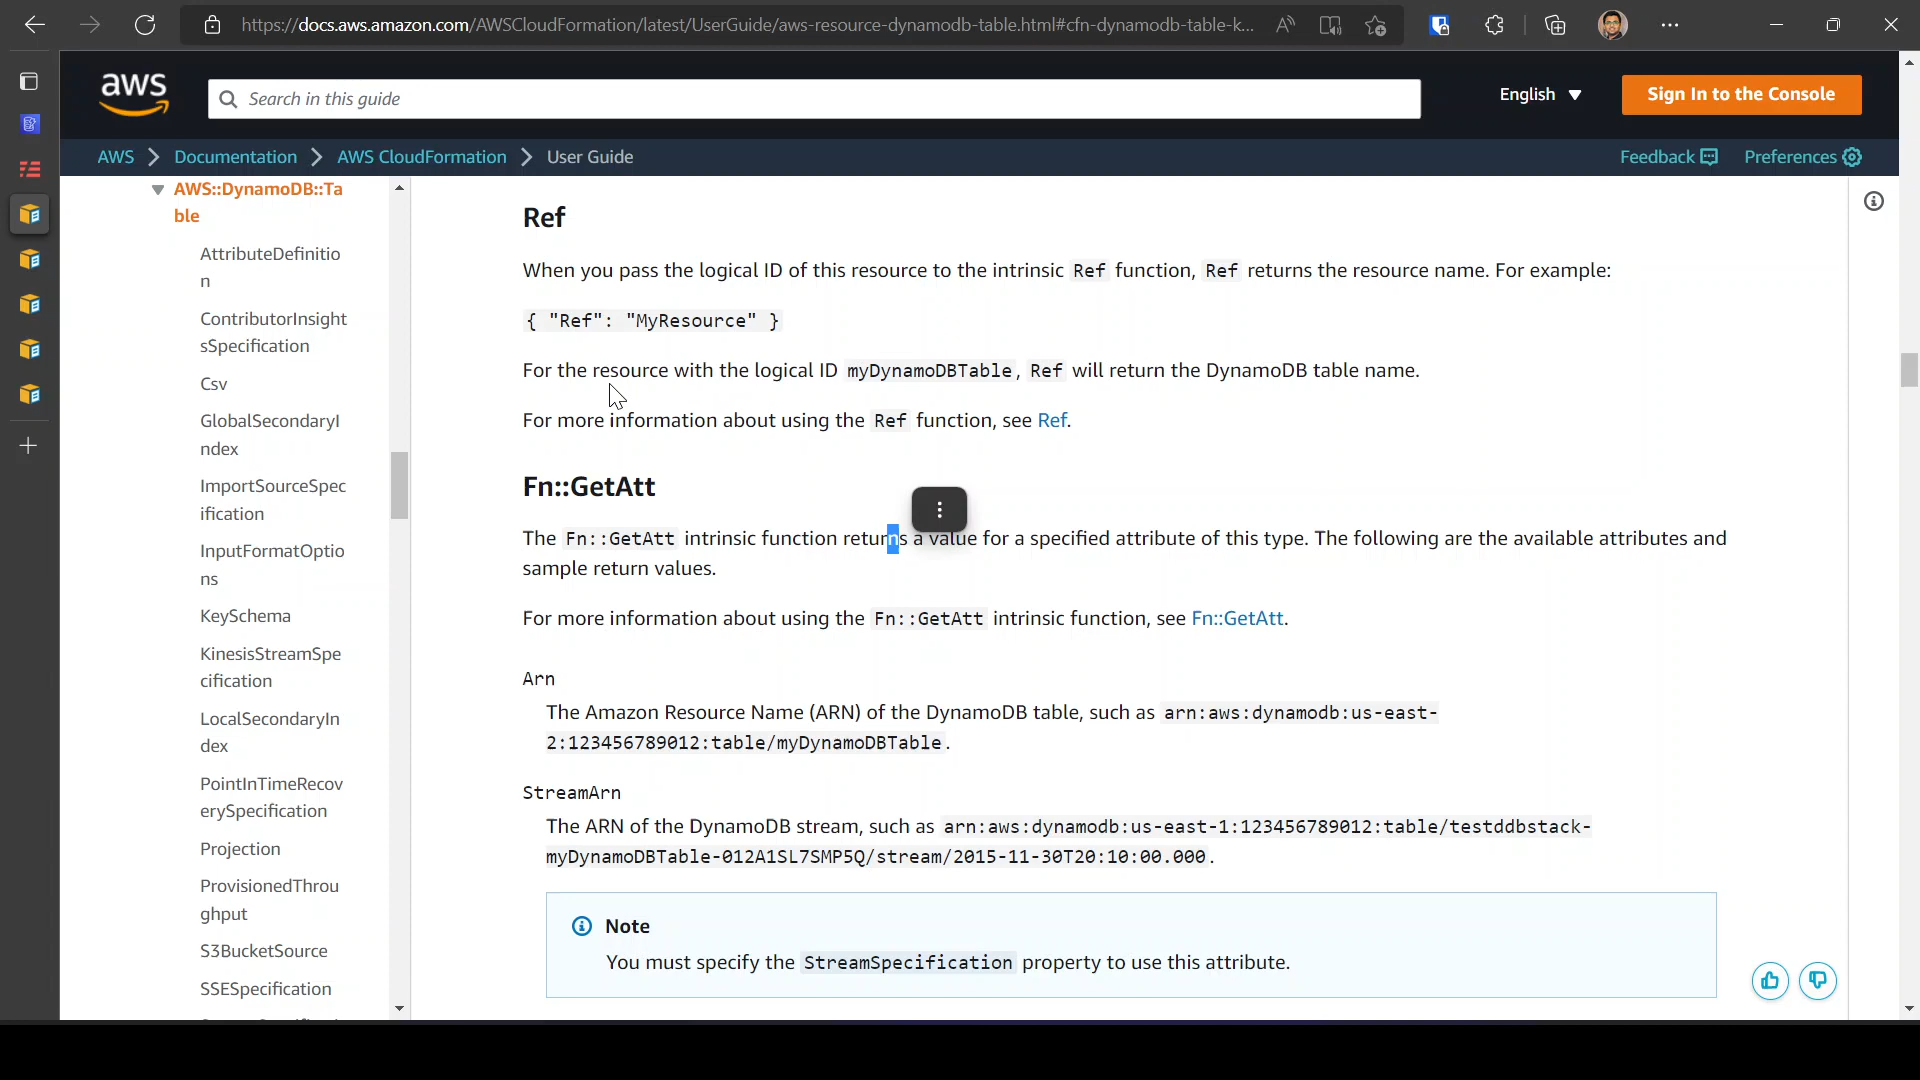 https://docs.aws.amazon.com/AWSCloudFormation/latest/UserGuide/aws-resource-dynamodb-table.html#cfn-dynamodb-table-k...
aws
Search in this guide
English
Sign In to the Console
AWS
Documentation
AWS CloudFormation
User Guide
Feedback
Preferences
AWS::DynamoDB::Ta
ble
AttributeDefinitio
n
ContributorInsight
sSpecification
Csv
GlobalSecondaryI
ndex
ImportSourceSpec
ification
InputFormatOptio
ns
KeySchema
KinesisStreamSpe
cification
LocalSecondaryIn
dex
PointInTimeRecov
erySpecification
Projection
ProvisionedThrou
ghput
S3BucketSource
SSESpecification
Ref
When you pass the logical ID of this resource to the intrinsic Ref function, Ref returns the resource name. For example:
{ "Ref": "MyResource" }
For the resource with the logical ID myDynamoDBTable, Ref will return the DynamoDB table name.
For more information about using the Ref function, see Ref.
Fn::GetAtt
The Fn::GetAtt intrinsic function returns a value for a specified attribute of this type. The following are the available attributes and
sample return values.
For more information about using the Fn::GetAtt intrinsic function, see Fn::GetAtt.
Arn
The Amazon Resource Name (ARN) of the DynamoDB table, such as arn:aws:dynamodb:us-east-
2:123456789012:table/myDynamoDBTable.
StreamArn
The ARN of the DynamoDB stream, such as arn:aws:dynamodb:us-east-1:123456789012:table/testddbstack-
myDynamoDBTable-012A1SL7SMP5Q/stream/2015-11-30T20:10:00.000.
Note
You must specify the StreamSpecification property to use this attribute.